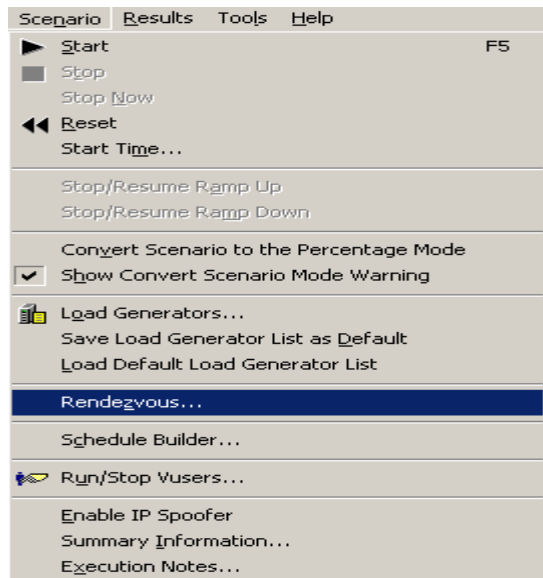 Scenario Results Tools Help
Start F5
Stop
Stop Now
Reset
Start Time...
Stop/Resume Ramp Up
Stop/Resume Ramp Down
Convert Scenario to the Percentage Mode
Show Convert Scenario Mode Warning
Load Generators...
Save Load Generator List as Default
Load Default Load Generator List
Rendezvous...
Schedule Builder...
Run/Stop Vusers...
Enable IP Spoofer
Summary Information...
Execution Notes...